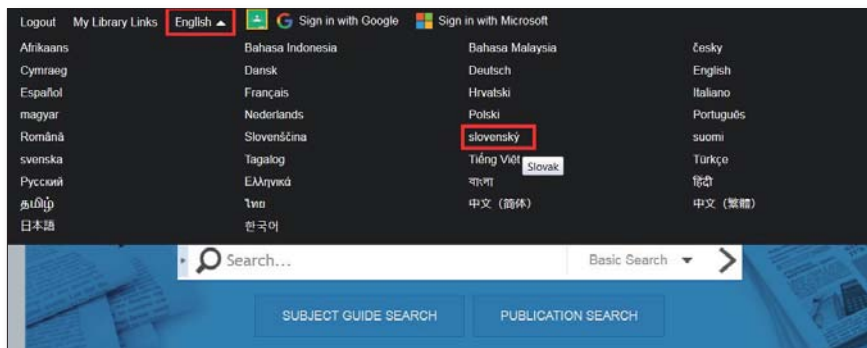 Logout My Library Links English Sign in with Google Sign in with Microsoft
Afrikaans Bahasa Indonesia Bahasa Malaysia česky
Cymraeg Dansk Deutsch English
Español Français Hrvatski Italiano
magyar Nederlands Polski Português
Română Slovenščina slovenský suomi
svenska Tagalog Tiếng Việt Türkçe
Slovak
Русский Ελληνικά বাংলা हिंदी
தமிழ் ไทย 中文 (简体) 中文 (繁體)
日本語 한국어
Search... Basic Search
SUBJECT GUIDE SEARCH PUBLICATION SEARCH